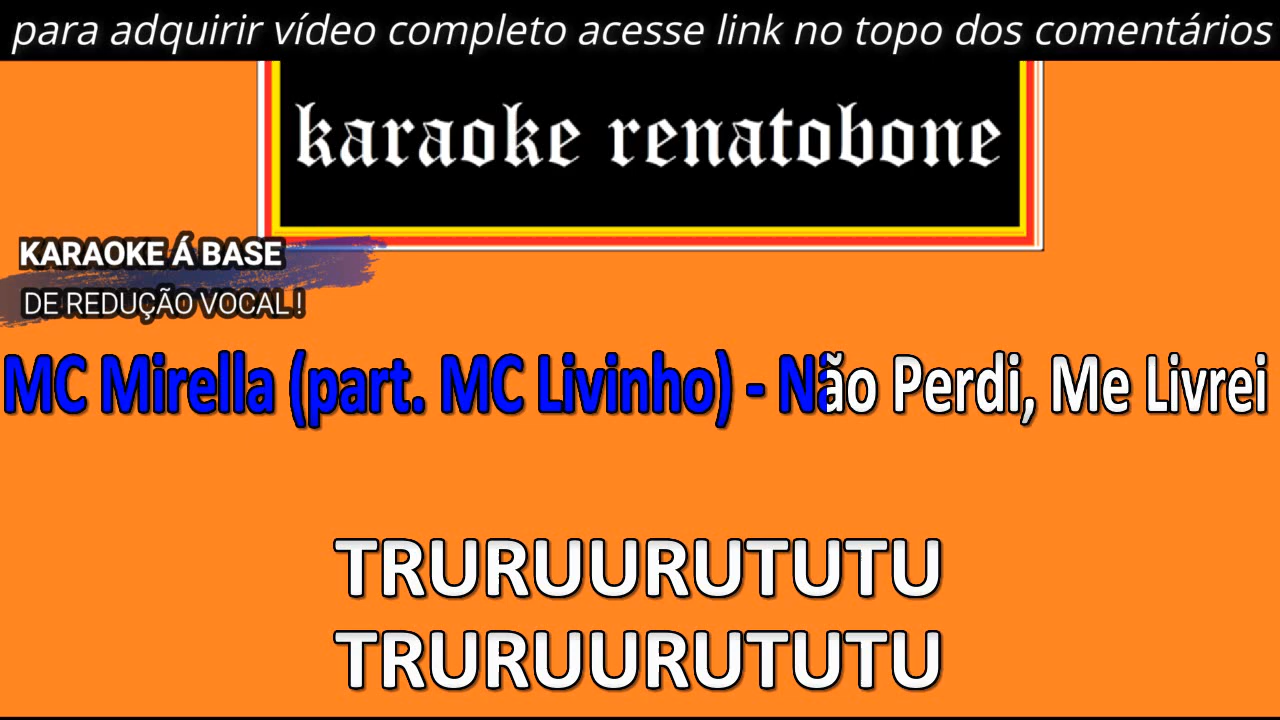 para adquirir vídeo completo acesse link no topo dos comentários
karaoke renatobone
KARAOKE Á BASE
DE REDUÇÃO VOCAL !
MC Mirella (part. MC Livinho) - Não Perdi, Me Livrei
TRURUURUTUTU
TRURUURUTUTU